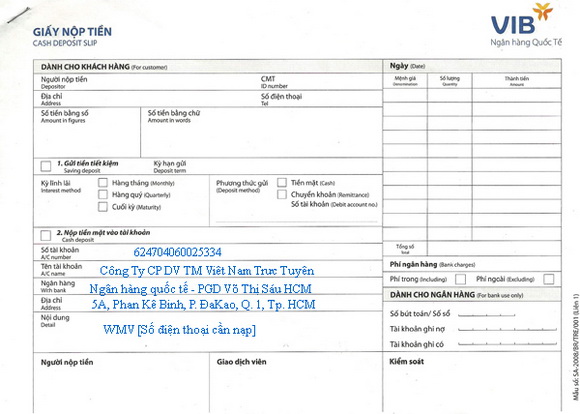 GIẤY NỘP TIỀN
CASH DEPOSIT SLIP
VIB
Ngân hàng Quốc Tế
DÀNH CHO KHÁCH HÀNG (For customer)
Ngày (Date)
Người nộp tiền
Depositor
CMT
ID number
Mệnh giá
Denomination
Số lượng
Quantity
Thành tiền
Amount
Địa chỉ
Address
Số điện thoại
Tel
Số tiền bằng số
Amount in figures
Số tiền bằng chữ
Amount in words
1. Gửi tiền tiết kiệm
Saving deposit
Kỳ hạn gửi
Deposit term
Kỳ lĩnh lãi
Interest method
Hàng tháng (Monthly)
Hàng quý (Quarterly)
Cuối kỳ (Maturity)
Phương thức gửi
(Deposit method)
Tiền mặt (Cash)
Chuyển khoản (Remittance)
Số tài khoản (Debit account no.)
2. Nộp tiền mặt vào tài khoản
Cash deposit
Số tài khoản
A/C number
624704060025334
Tên tài khoản
A/C name
Công Ty CP DV TM Việt Nam Trực Tuyên
Ngân hàng
With bank
Ngân hàng quốc tế - PGD Võ Thị Sáu HCM
Địa chỉ
Address
5A, Phan Kê Bính, P. ĐaKao, Q. 1, Tp. HCM
Nội dung
Detail
WMV [Số điện thoại cần nạp]
Tổng số
Total
Phí ngân hàng (Bank charges)
Phí trong (Including)
Phí ngoài (Excluding)
DÀNH CHO NGÂN HÀNG (For bank use only)
Số bút toán/ Số sổ
Tài khoản ghi nợ
Tài khoản ghi có
Người nộp tiền
Giao dịch viên
Kiểm soát
Mẫu số: SA-2008/BR/TRE/001 (Liên 1)